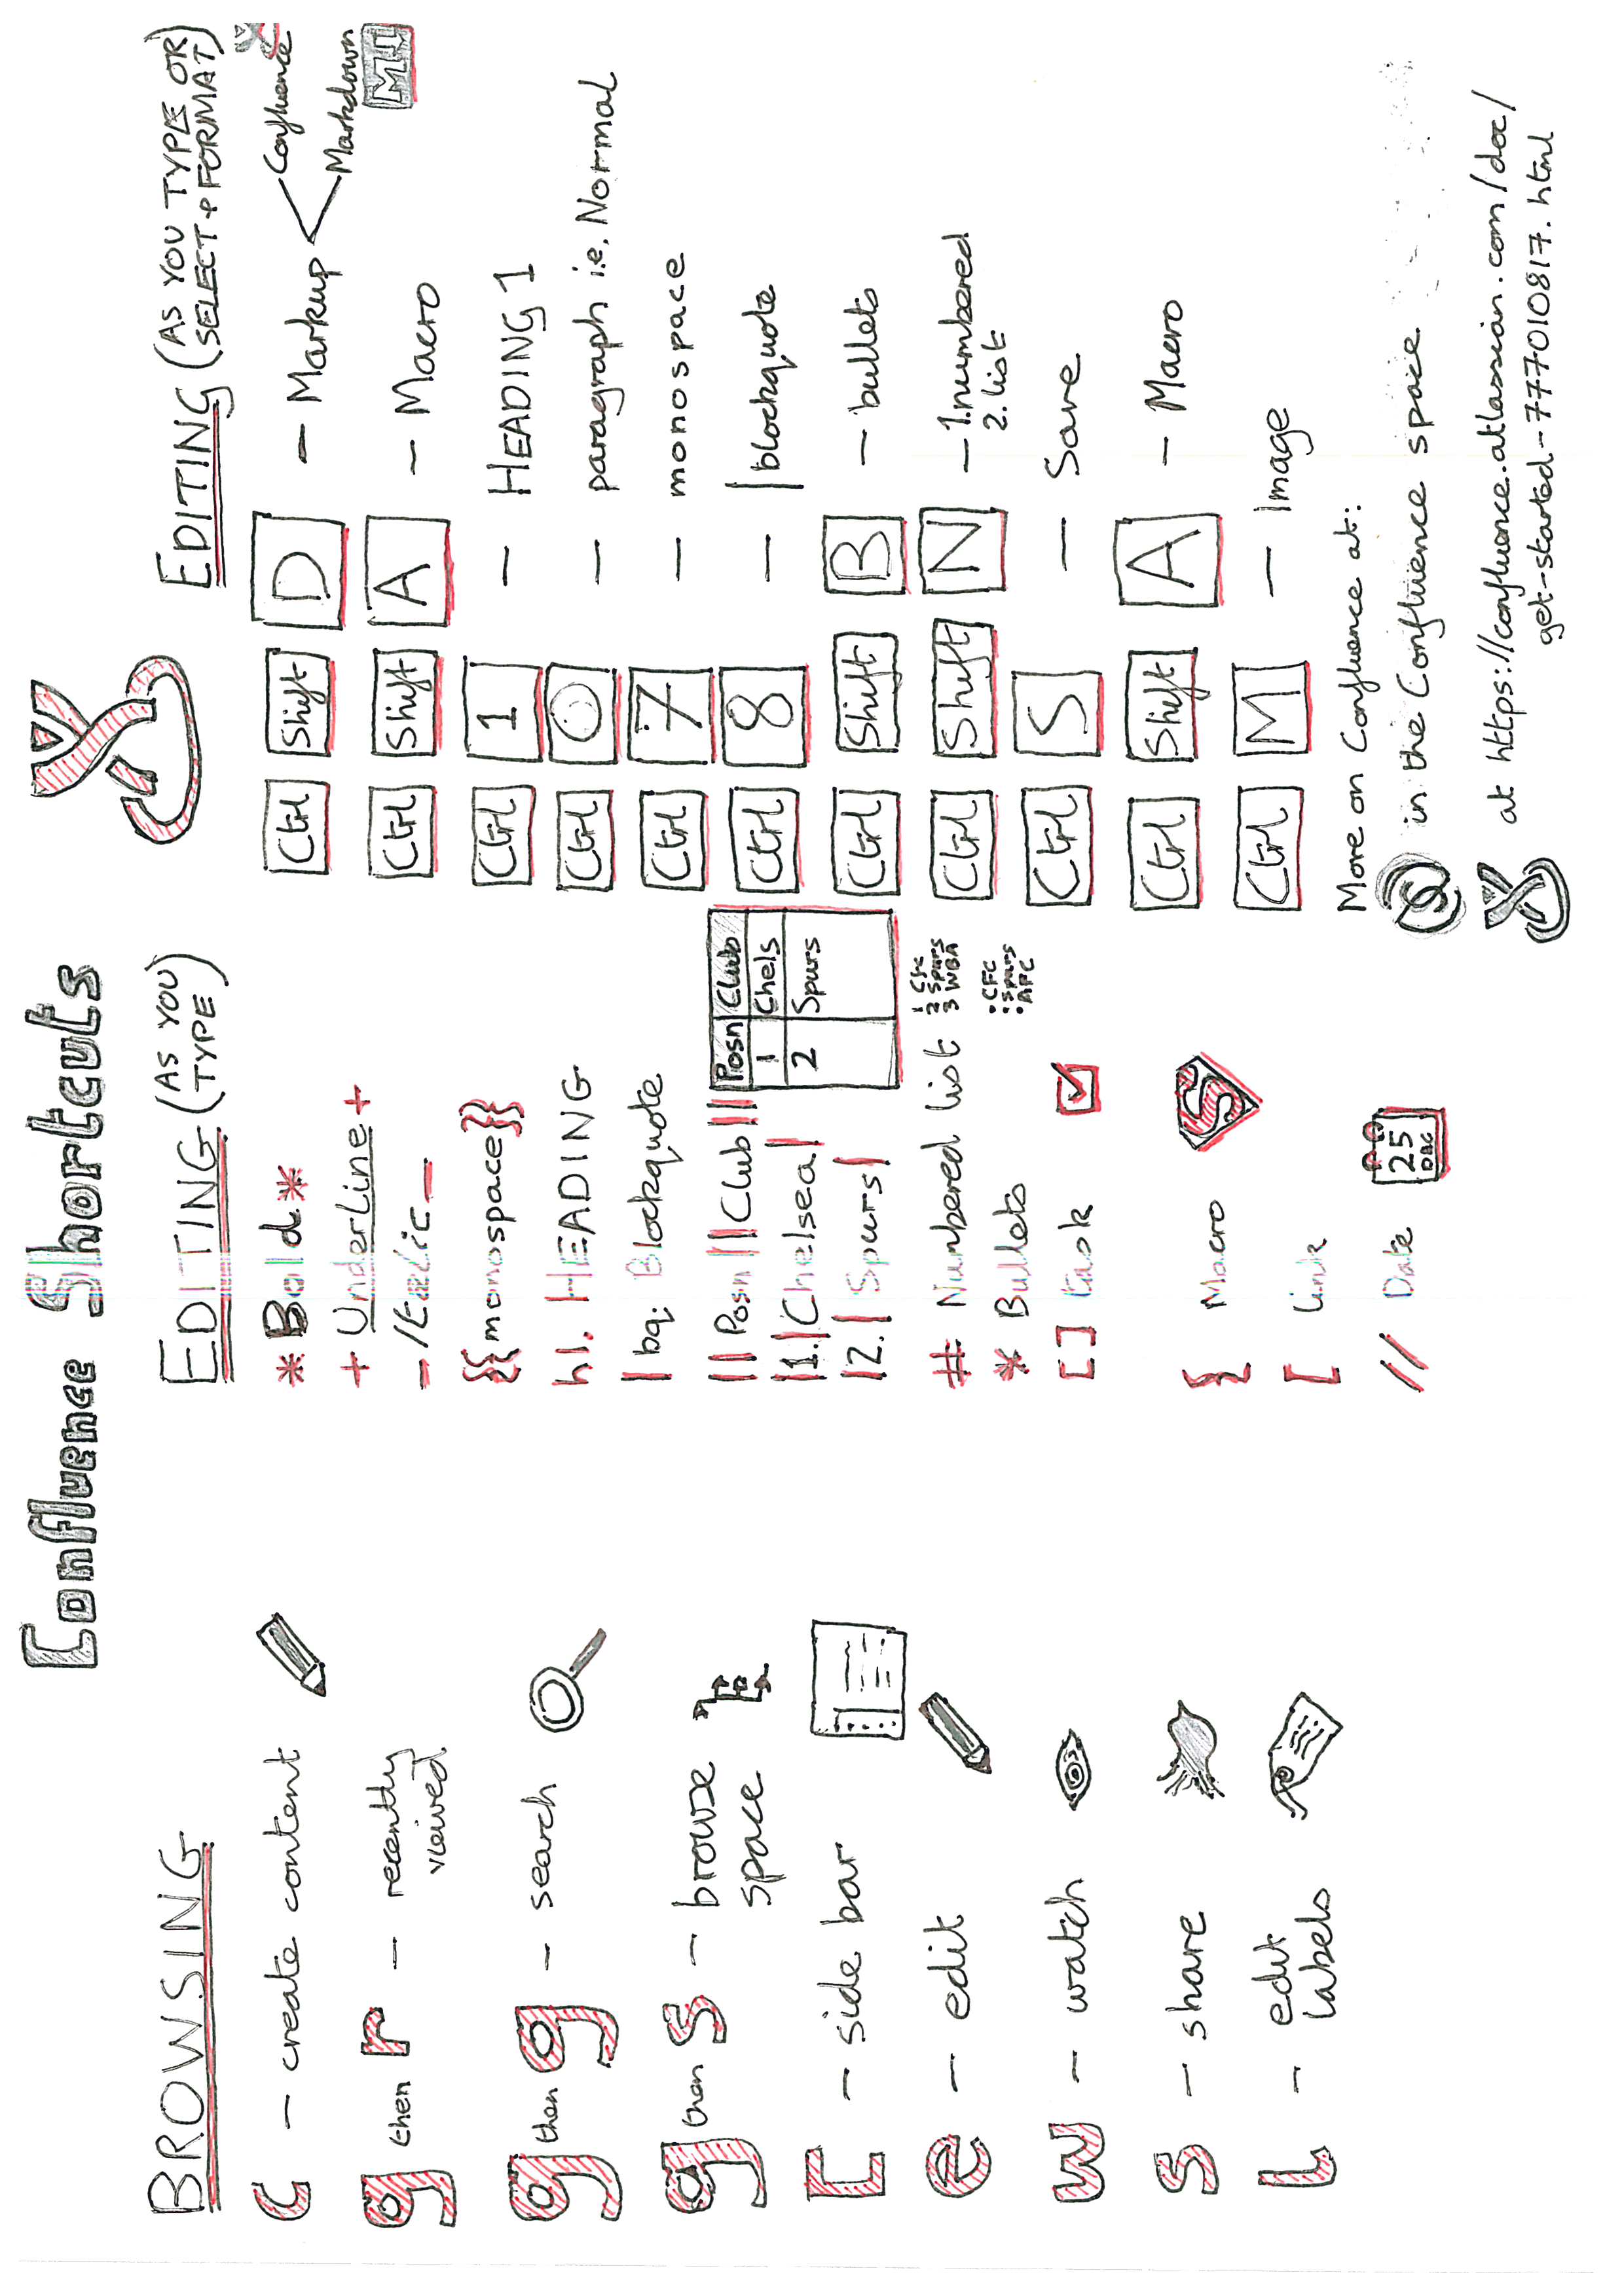 Confluence Shortcuts
BROWSING
c – create content
g then r – recently
viewed
g then g – search
g then s – browse
space
[ – side bar
e – edit
w – watch
s – share
l – edit
labels
EDITING (AS YOU
TYPE)
*Bold*
+ Underline +
_ Italic _
{{monospace}}
h1. HEADING
| bq. Blockquote
|| Posn || Club ||
|1.| Chelsea |
|2.| Spurs |
Posn Club
1 Chels
2 Spurs
# Numbered list
1 Cfc
2 Spurs
3 WBA
* Bullets
• CFC
• Spurs
• AFC
[ ] task
{ Macro
S
[ link
// Date
25
DEC
EDITING (AS YOU TYPE OR
SELECT + FORMAT)
Ctrl Shift D – Markup
Confluence
Markdown
M↓
Ctrl Shift A – Macro
Ctrl 1 – HEADING 1
Ctrl 0 – paragraph i.e. Normal
Ctrl 7 – monospace
Ctrl 8 – | blockquote
Ctrl Shift B – bullets
Ctrl Shift N – 1. numbered
2. list
Ctrl S – Save
Ctrl Shift A – Macro
Ctrl M – Image
More on Confluence at:
in the Confluence space
at https://confluence.atlassian.com/doc/
get-started-777010817.html